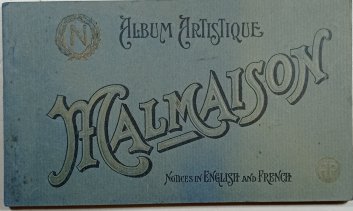 N
ALBUM ARTISTIQUE
MALMAISON
NOTICES IN ENGLISH AND FRENCH